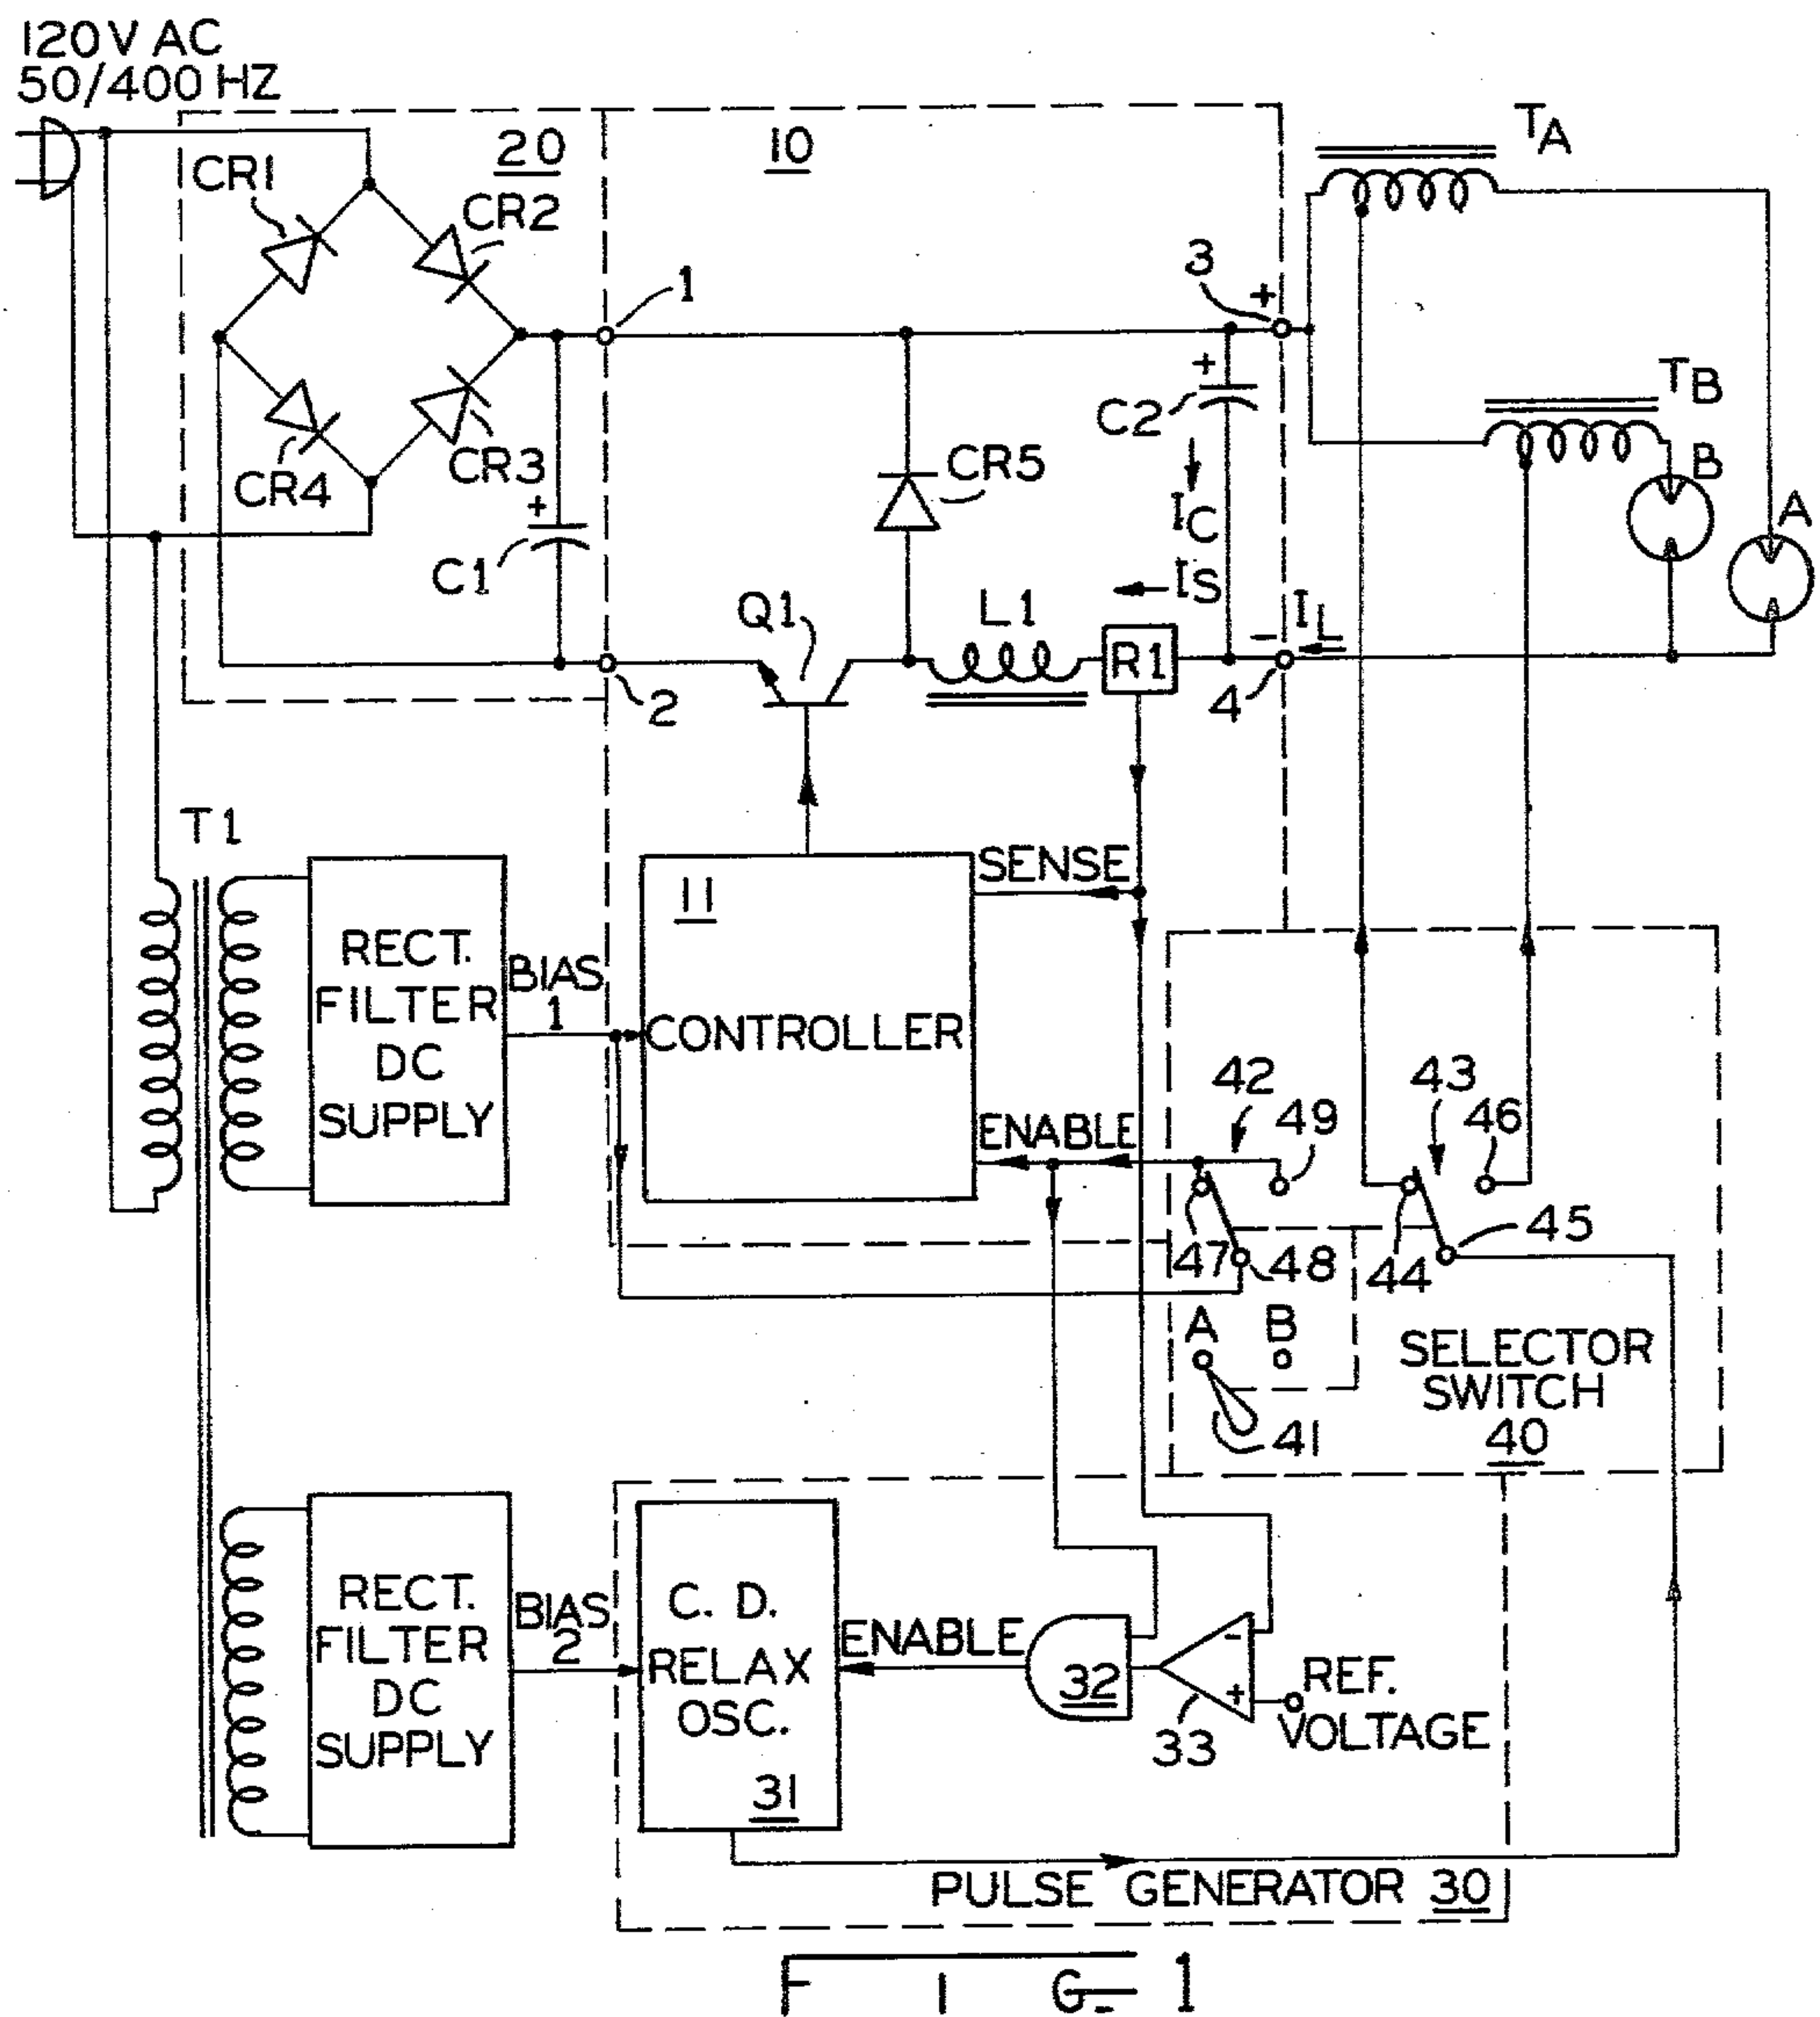 120V AC
50/400 HZ
20
10
CR1
CR2
CR4
CR3
+
C1
1
2
Q1
CR5
L1
R1
3
+
+
C2
IC
IS
IL
-
4
TA
TB
B
A
T1
RECT.
FILTER
DC
SUPPLY
BIAS
1
11
CONTROLLER
SENSE
ENABLE
42
49
43
46
47
48
44
45
A
B
41
SELECTOR
SWITCH
40
RECT.
FILTER
DC
SUPPLY
BIAS
2
C. D.
RELAX
OSC.
31
ENABLE
32
-
+
33
REF.
VOLTAGE
PULSE GENERATOR 30
FIG-1